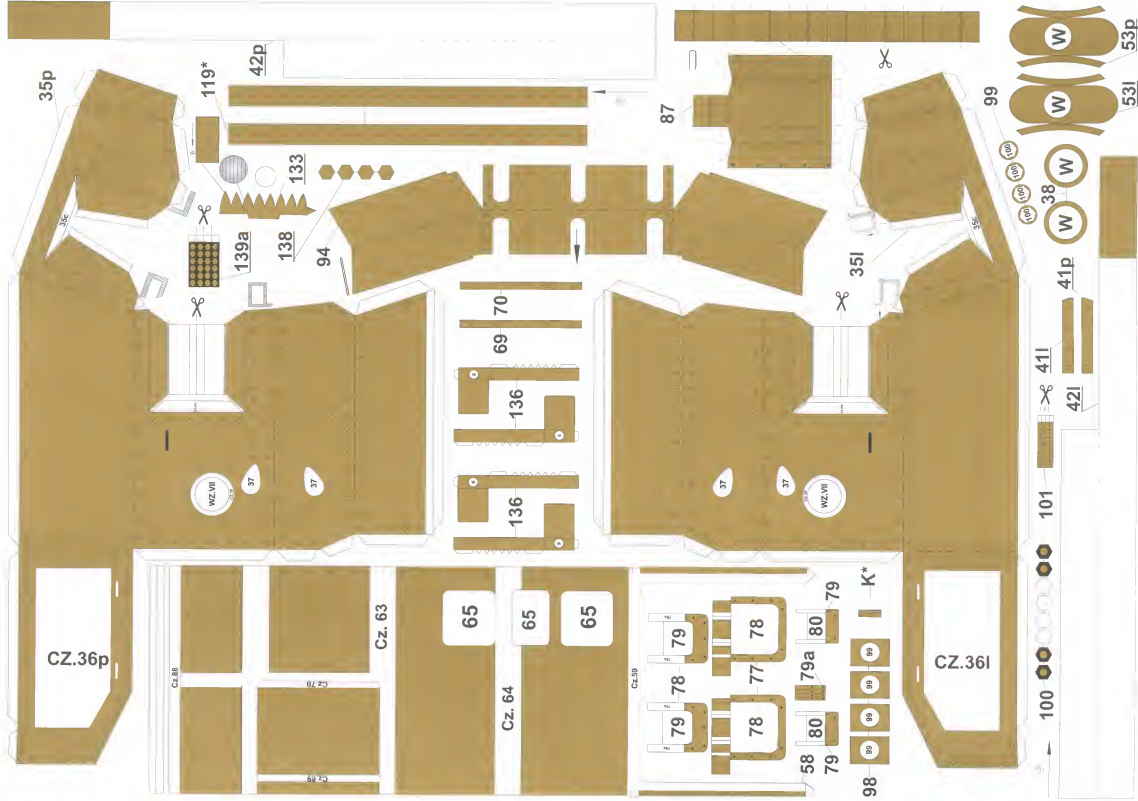 35p
42p
119*
133
138
139a
94
35c
87
99
53p
53l
W
W
100
100
100
100
38
W
W
35l
35c
70
69
136
136
37
37
WZ.VII
37
37
WZ.VII
41p
41l
42l
101
100
CZ.36p
CZ.36l
Cz.88
Cz 70
Cz. 63
Cz 69
Cz. 64
65
65
65
Cz.59
79
78
79
78
77
78
79
80
79a
80
79
58
K*
99
99
99
99
98